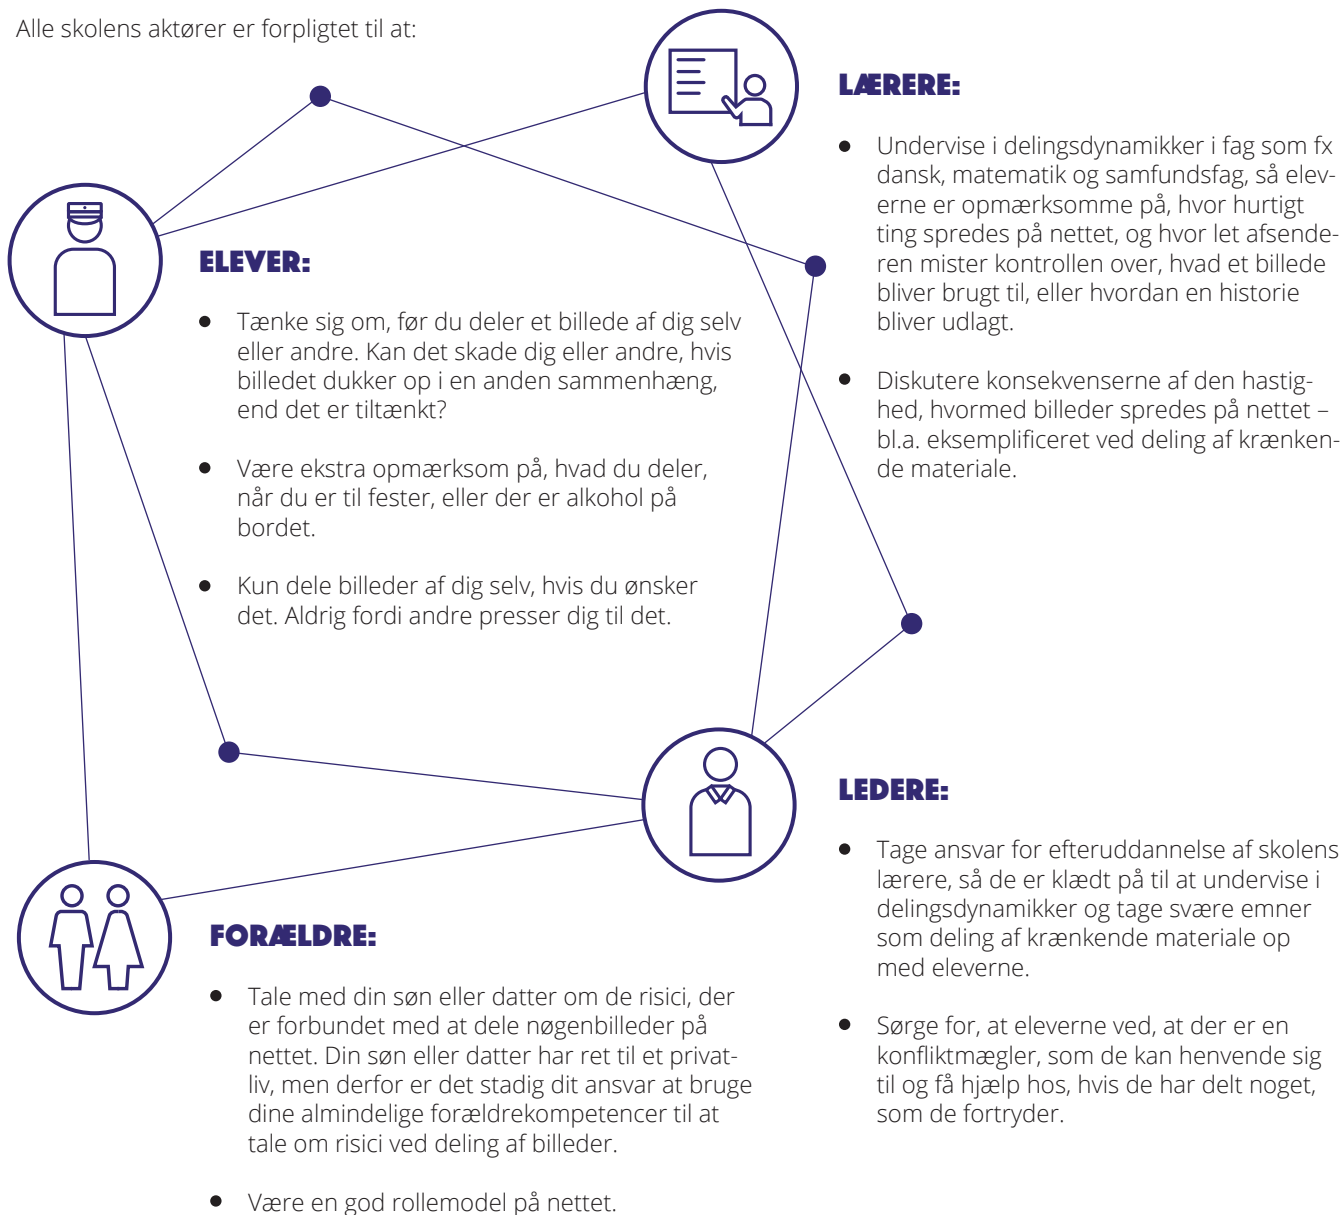 Alle skolens aktører er forpligtet til at:
LÆRERE:
● Undervise i delingsdynamikker i fag som fx
dansk, matematik og samfundsfag, så elev-
erne er opmærksomme på, hvor hurtigt
ting spredes på nettet, og hvor let afsende-
ren mister kontrollen over, hvad et billede
bliver brugt til, eller hvordan en historie
bliver udlagt.
● Diskutere konsekvenserne af den hastig-
hed, hvormed billeder spredes på nettet –
bl.a. eksemplificeret ved deling af krænken-
de materiale.
ELEVER:
● Tænke sig om, før du deler et billede af dig selv
eller andre. Kan det skade dig eller andre, hvis
billedet dukker op i en anden sammenhæng,
end det er tiltænkt?
● Være ekstra opmærksom på, hvad du deler,
når du er til fester, eller der er alkohol på
bordet.
● Kun dele billeder af dig selv, hvis du ønsker
det. Aldrig fordi andre presser dig til det.
LEDERE:
● Tage ansvar for efteruddannelse af skolens
lærere, så de er klædt på til at undervise i
delingsdynamikker og tage svære emner
som deling af krænkende materiale op
med eleverne.
● Sørge for, at eleverne ved, at der er en
konfliktmægler, som de kan henvende sig
til og få hjælp hos, hvis de har delt noget,
som de fortryder.
FORÆLDRE:
● Tale med din søn eller datter om de risici, der
er forbundet med at dele nøgenbilleder på
nettet. Din søn eller datter har ret til et privat-
liv, men derfor er det stadig dit ansvar at bruge
dine almindelige forældrekompetencer til at
tale om risici ved deling af billeder.
● Være en god rollemodel på nettet.